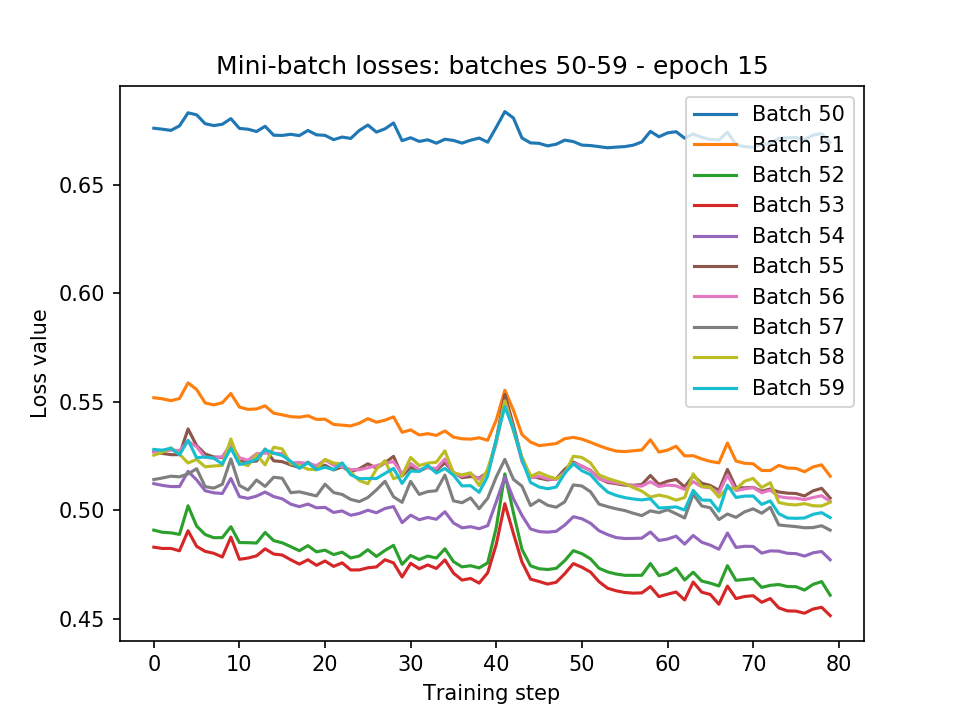 Mini-batch losses: batches 50-59 - epoch 15
Loss value
0.65
0.60
0.55
0.50
0.45
0 10 20 30 40 50 60 70 80
Training step
Batch 50
Batch 51
Batch 52
Batch 53
Batch 54
Batch 55
Batch 56
Batch 57
Batch 58
Batch 59